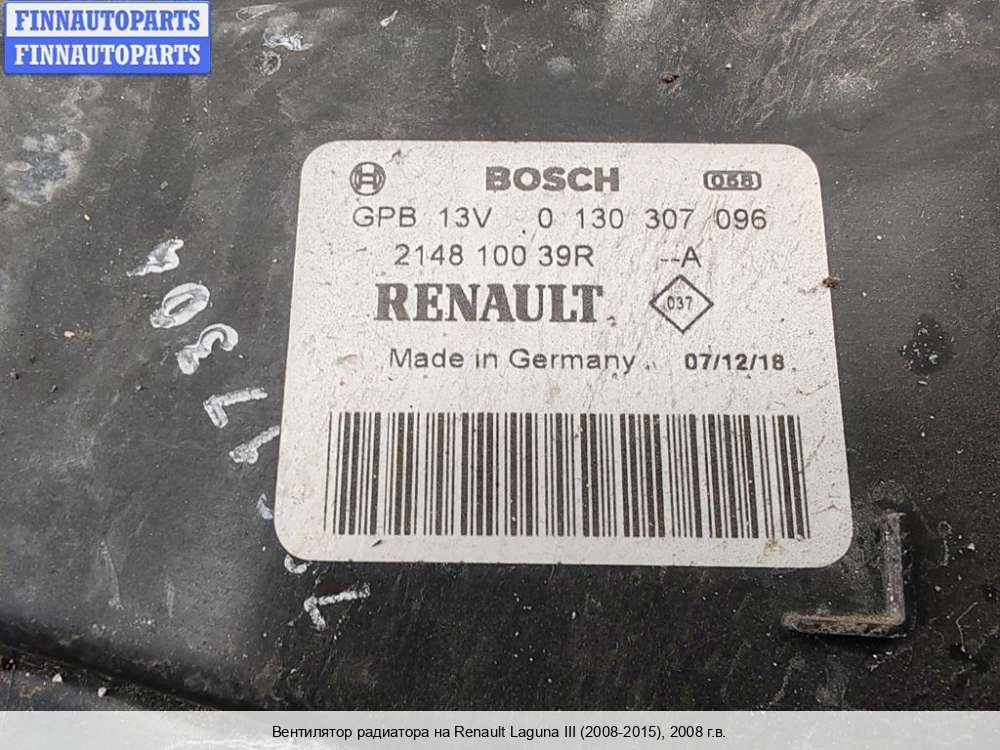 FINNAUTOPARTS
FINNAUTOPARTS
BOSCH
GPB 13V 0 130 307 096
2148 100 39R --A
RENAULT 037
Made in Germany 07/12/18
Вентилятор радиатора на Renault Laguna III (2008-2015), 2008 г.в.